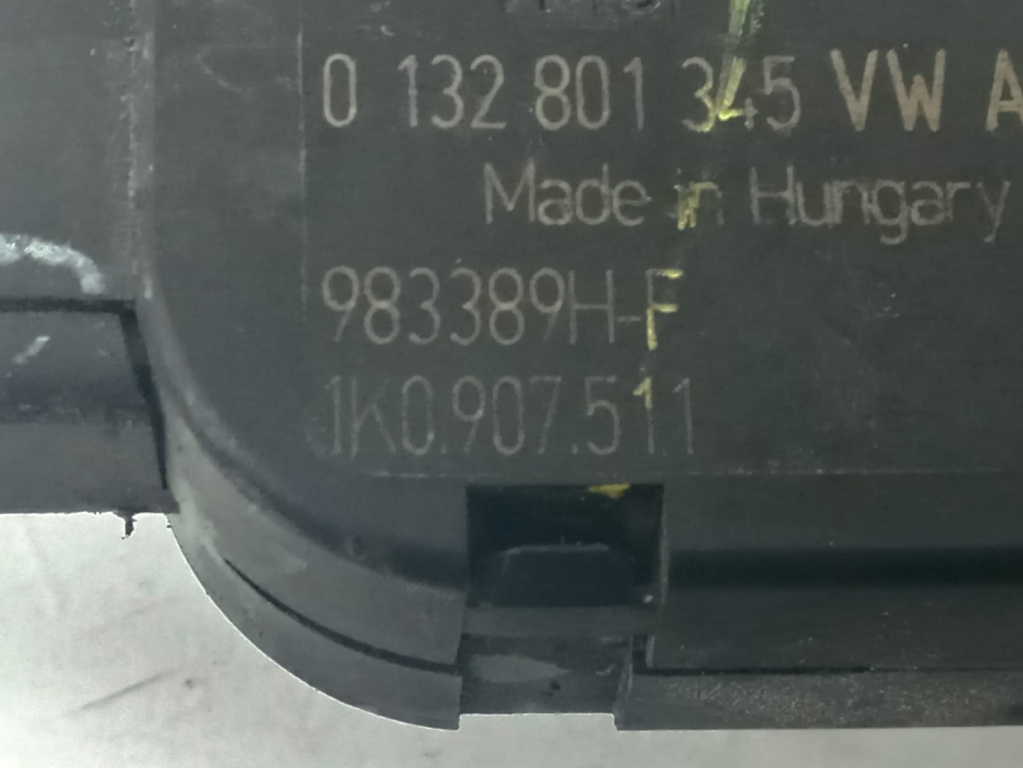 0 132 801 345 VW A
Made in Hungary
983389H-F
1K0.907.511